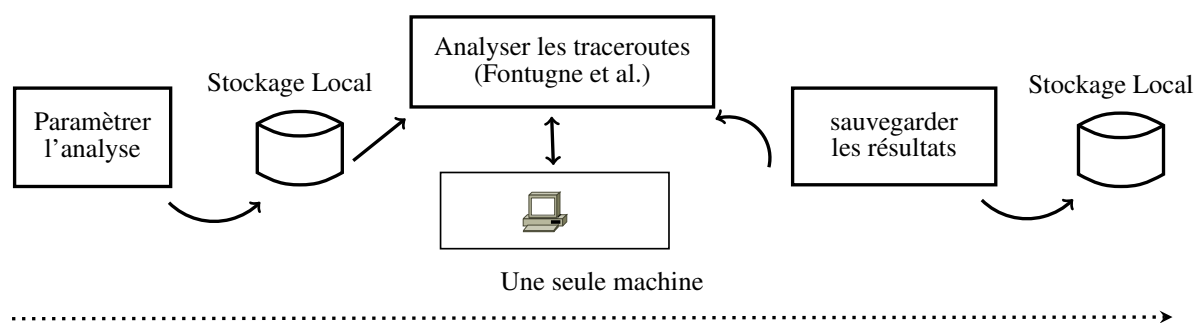 Stockage Local
Paramètrer
l'analyse
Analyser les traceroutes
(Fontugne et al.)
Une seule machine
sauvegarder
les résultats
Stockage Local